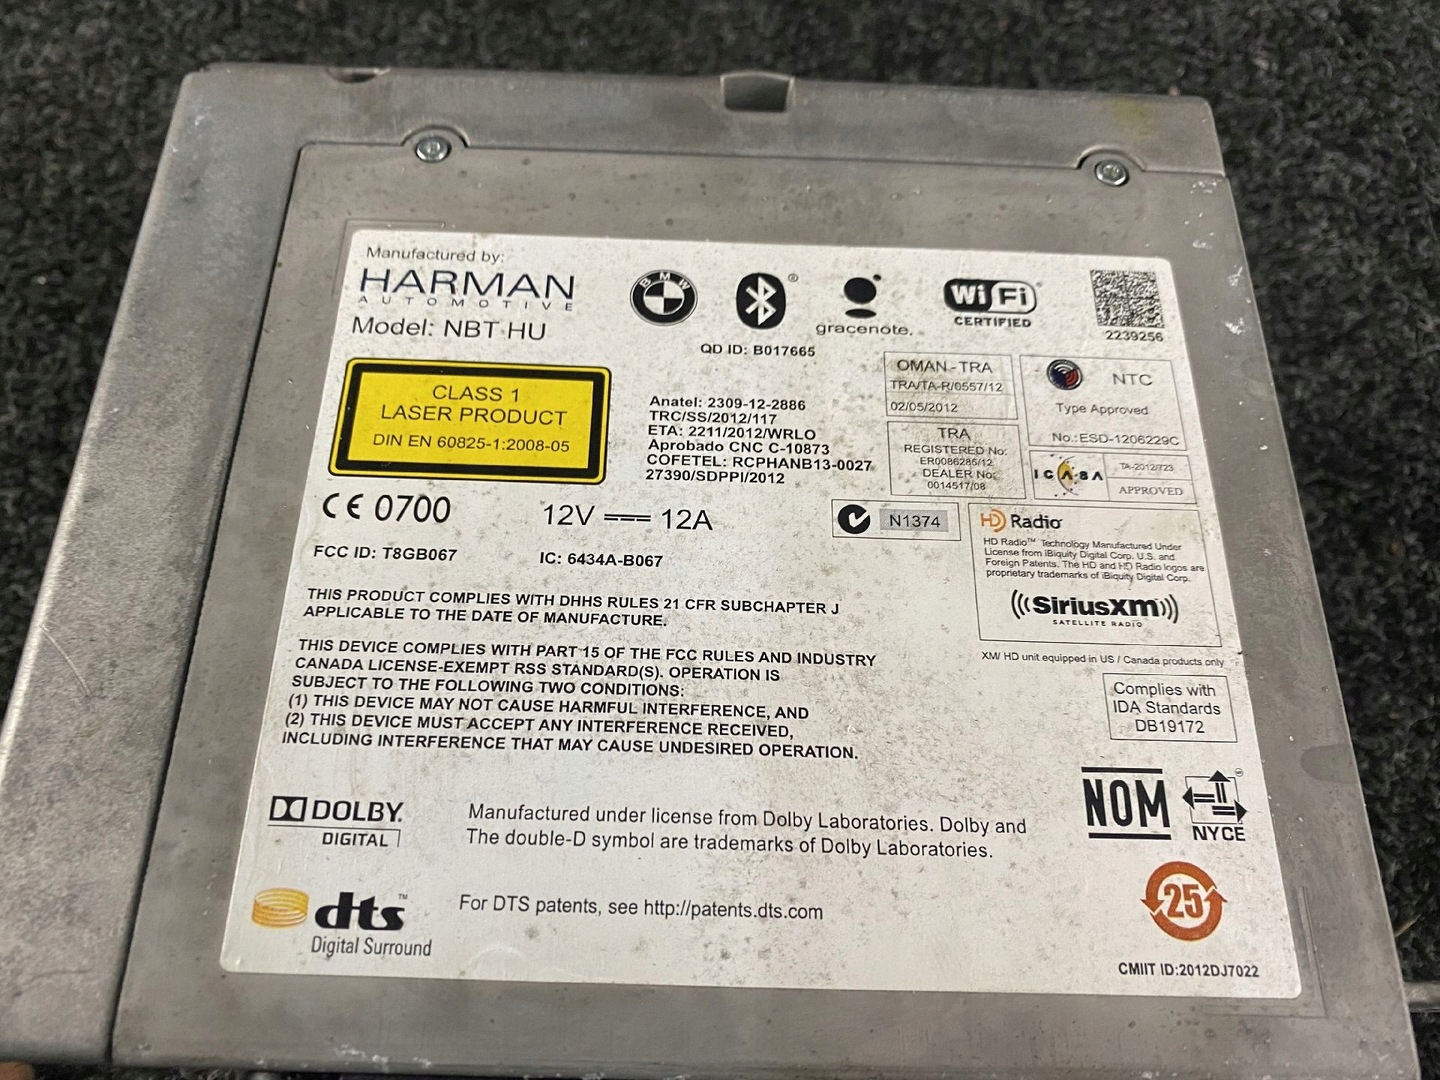 Manufactured by:
HARMAN
AUTOMOTIVE
Model: NBT HU
BMW
®
gracenote.
QD ID: B017665
Wi Fi
CERTIFIED
2239256
CLASS 1
LASER PRODUCT
DIN EN 60825-1:2008-05
Anatel: 2309-12-2886
TRC/SS/2012/117
ETA: 2211/2012/WRLO
Aprobado CNC C-10873
COFETEL: RCPHANB13-0027
27390/SDPPI/2012
OMAN - TRA
TRA/TA-R/0557/12
02/05/2012
TRA
REGISTERED No:
ER0086285/12
DEALER No:
0014517/08
NTC
Type Approved
No.:ESD-1206229C
ICASA
TA-2012/723
APPROVED
CE 0700
12V 12A
N1374
FCC ID: T8GB067
IC: 6434A-B067
HD Radio
HD Radio™ Technology Manufactured Under
License from iBiquity Digital Corp. U.S. and
Foreign Patents. The HD and HD Radio logos are
proprietary trademarks of iBiquity Digital Corp.
SiriusXM
SATELLITE RADIO
XM/ HD unit equipped in US / Canada products only
THIS PRODUCT COMPLIES WITH DHHS RULES 21 CFR SUBCHAPTER J
APPLICABLE TO THE DATE OF MANUFACTURE.
THIS DEVICE COMPLIES WITH PART 15 OF THE FCC RULES AND INDUSTRY
CANADA LICENSE-EXEMPT RSS STANDARD(S). OPERATION IS
SUBJECT TO THE FOLLOWING TWO CONDITIONS:
(1) THIS DEVICE MAY NOT CAUSE HARMFUL INTERFERENCE, AND
(2) THIS DEVICE MUST ACCEPT ANY INTERFERENCE RECEIVED,
INCLUDING INTERFERENCE THAT MAY CAUSE UNDESIRED OPERATION.
Complies with
IDA Standards
DB19172
NOM
NYCE
DOLBY.
DIGITAL
Manufactured under license from Dolby Laboratories. Dolby and
The double-D symbol are trademarks of Dolby Laboratories.
dts™
Digital Surround
For DTS patents, see http://patents.dts.com
25
CMIIT ID:2012DJ7022